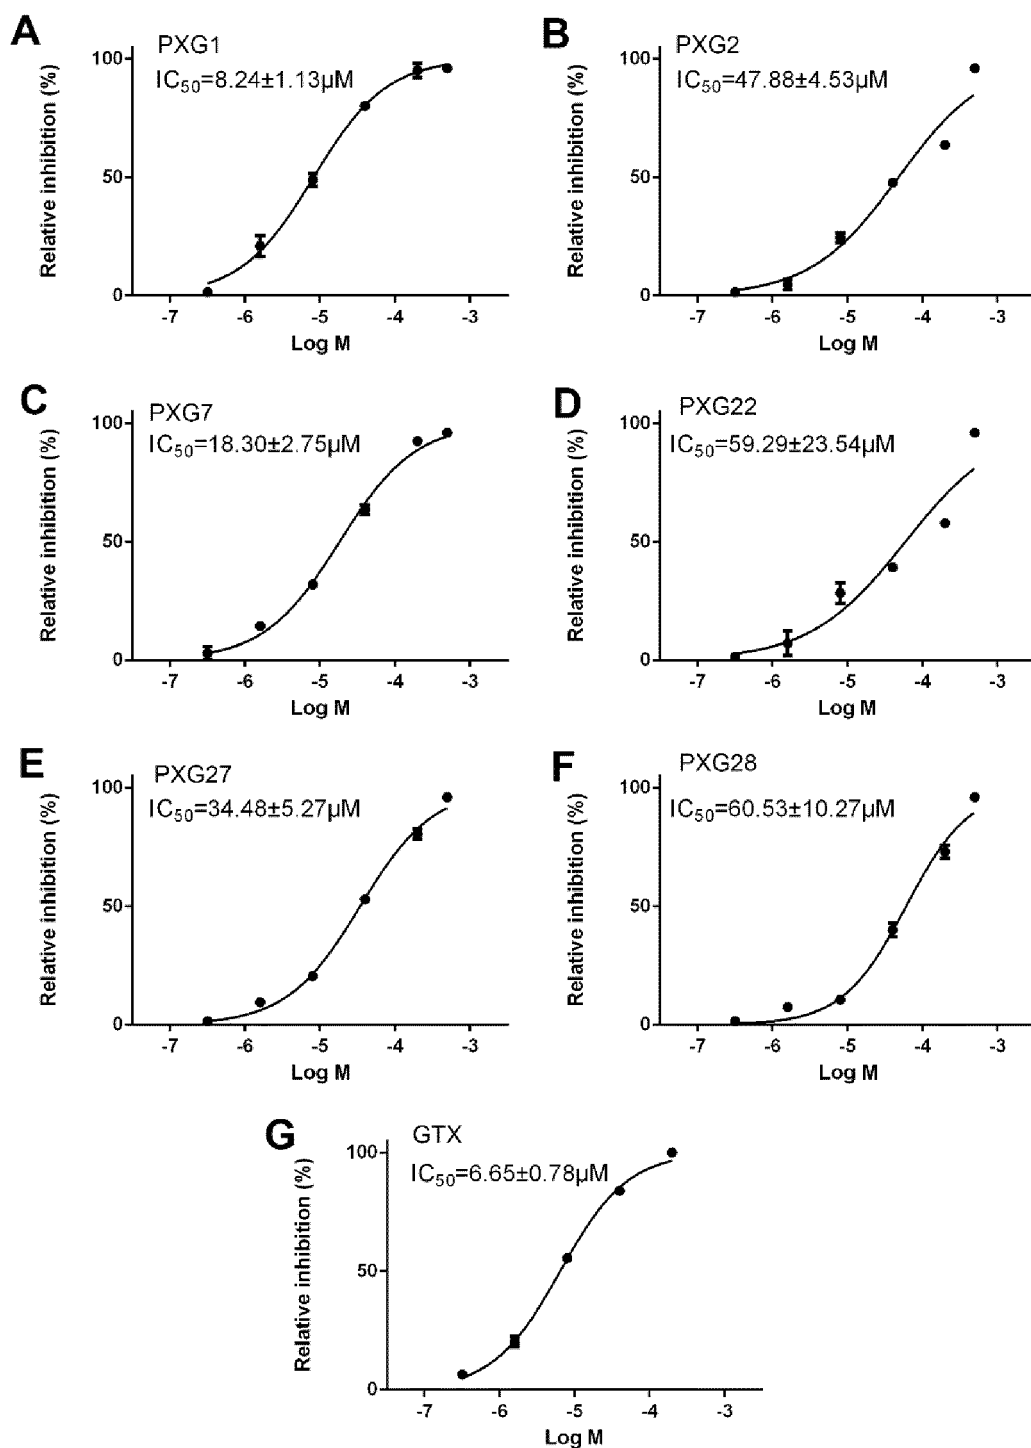 A
PXG1
IC50=8.24±1.13µM
Relative inhibition (%)
100
50
0
-7 -6 -5 -4 -3
Log M
B
PXG2
IC50=47.88±4.53µM
Relative inhibition (%)
100
50
0
-7 -6 -5 -4 -3
Log M
C
PXG7
IC50=18.30±2.75µM
Relative inhibition (%)
100
50
0
-7 -6 -5 -4 -3
Log M
D
PXG22
IC50=59.29±23.54µM
Relative inhibition (%)
100
50
0
-7 -6 -5 -4 -3
Log M
E
PXG27
IC50=34.48±5.27µM
Relative inhibition (%)
100
50
0
-7 -6 -5 -4 -3
Log M
F
PXG28
IC50=60.53±10.27µM
Relative inhibition (%)
100
50
0
-7 -6 -5 -4 -3
Log M
G
GTX
IC50=6.65±0.78µM
Relative inhibition (%)
100
50
0
-7 -6 -5 -4 -3
Log M